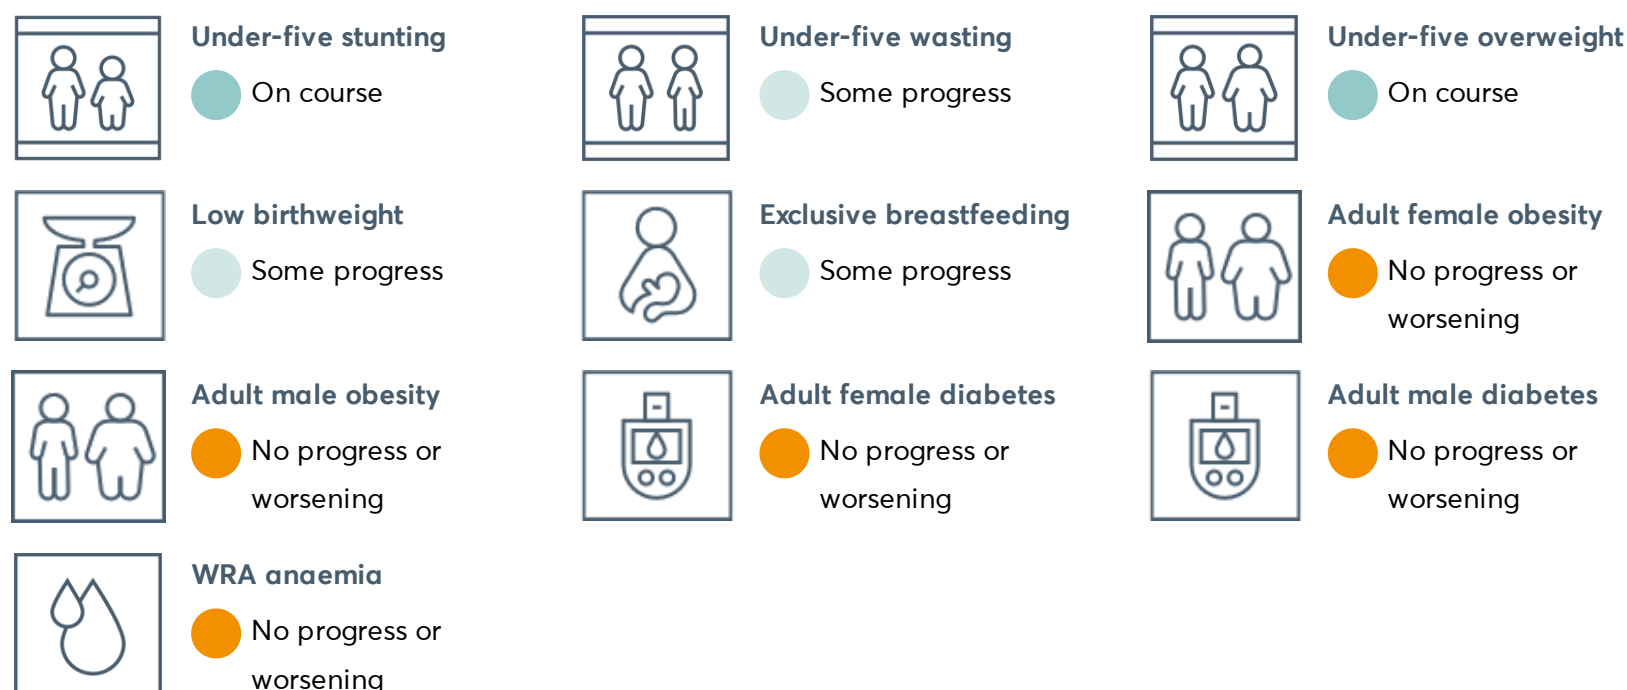 Under-five stunting
On course
Under-five wasting
Some progress
Under-five overweight
On course
Low birthweight
Some progress
Exclusive breastfeeding
Some progress
Adult female obesity
No progress or
worsening
Adult male obesity
No progress or
worsening
Adult female diabetes
No progress or
worsening
Adult male diabetes
No progress or
worsening
WRA anaemia
No progress or
worsening